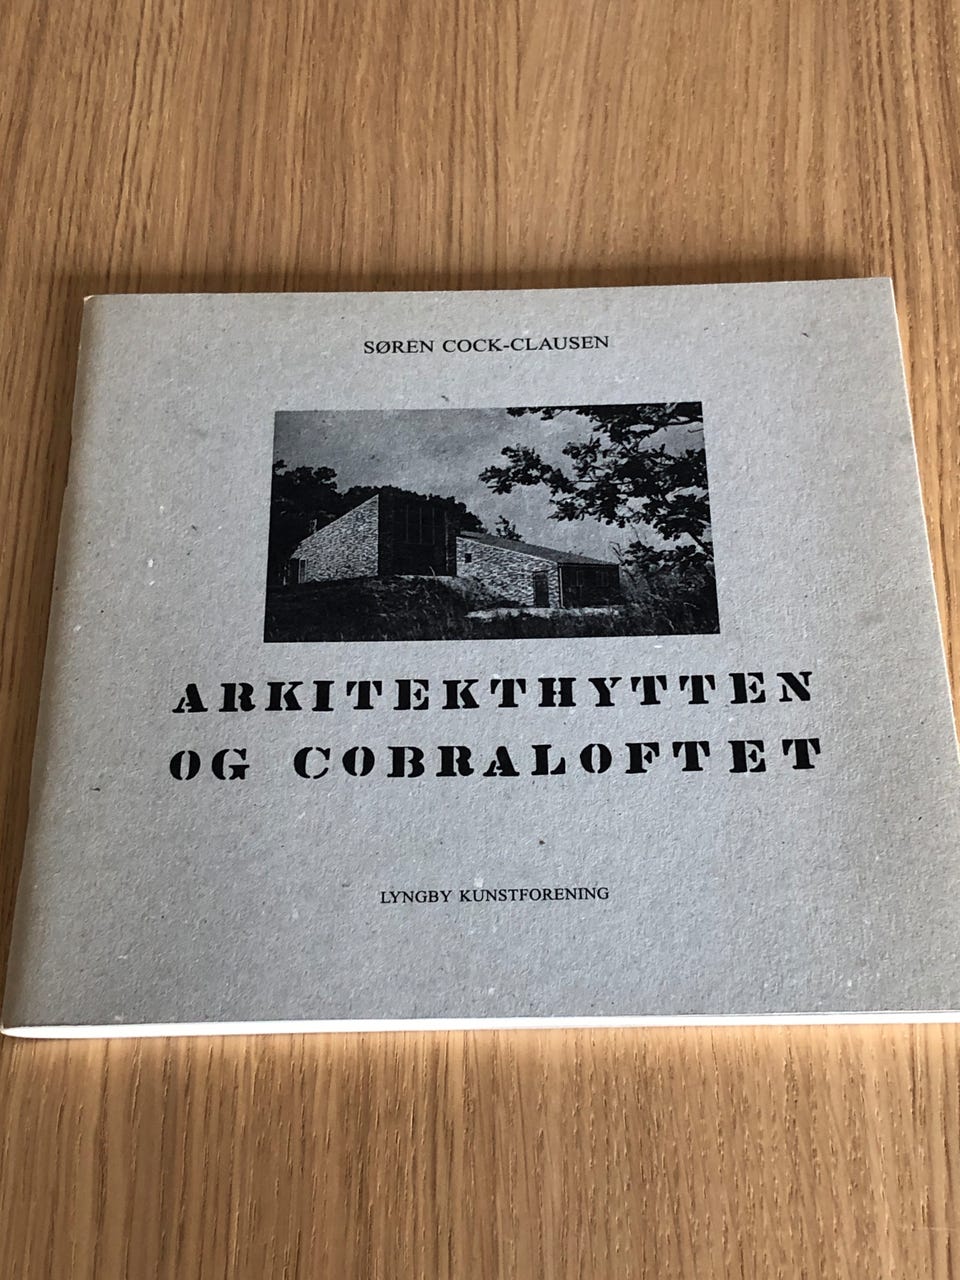 SØREN COCK-CLAUSEN
ARKITEKTHYTTEN
OG COBRALOFTET
LYNGBY KUNSTFORENING